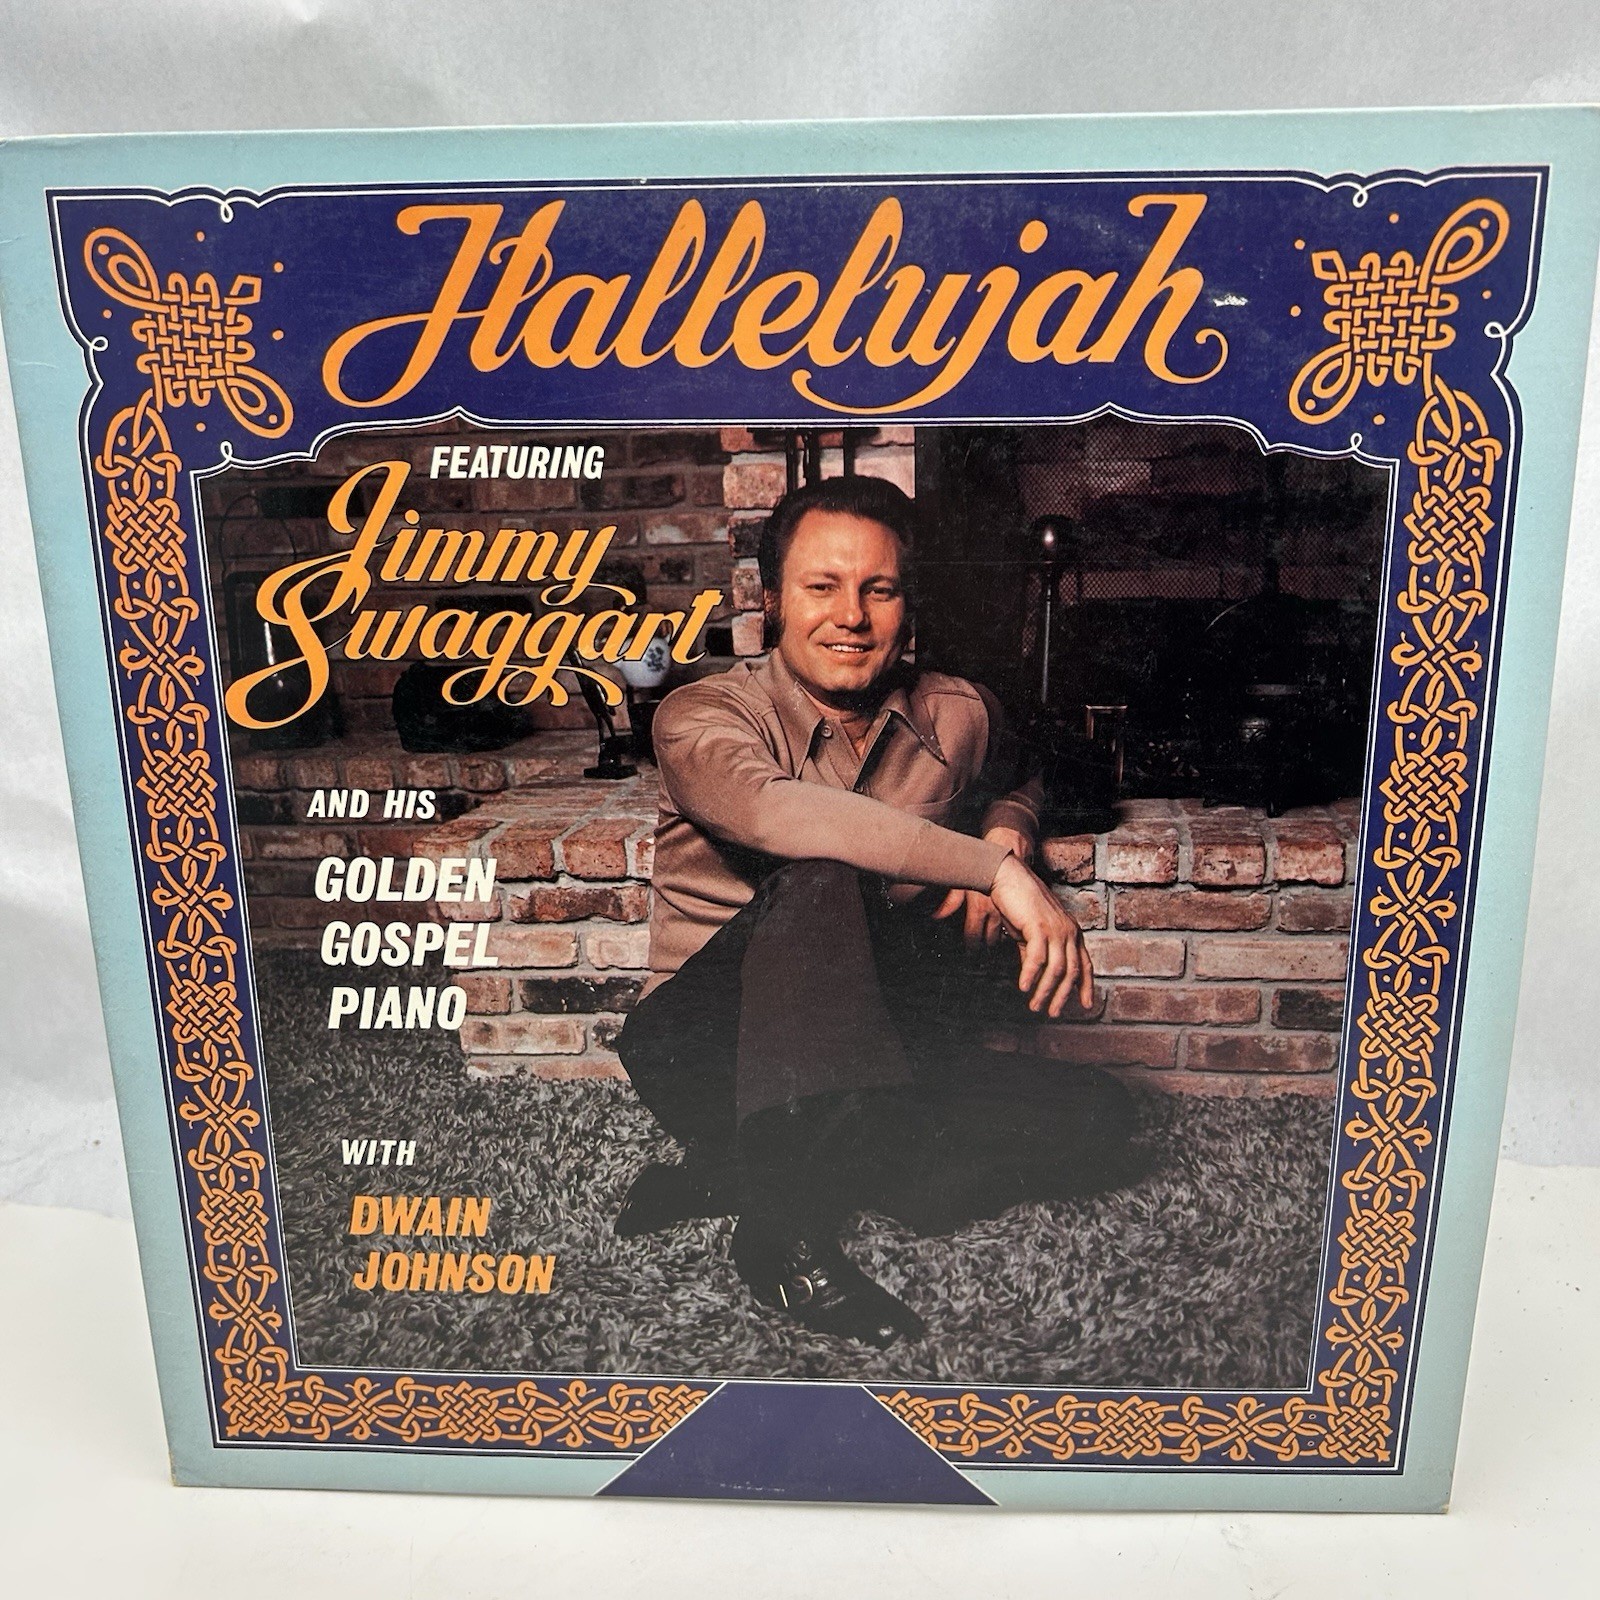 Hallelujah
FEATURING
Jimmy
Swaggart
AND HIS
GOLDEN
GOSPEL
PIANO
WITH
DWAIN
JOHNSON